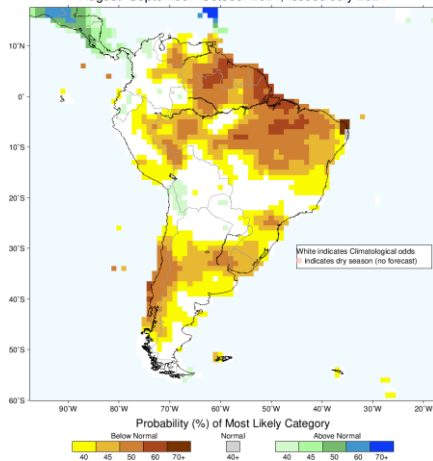 10°N
0°
10°S
20°S
30°S
40°S
50°S
60°S
White indicates Climatological odds
indicates dry season (no forecast)
90°W 80°W 70°W 60°W 50°W 40°W 30°W 20°W
Probability (%) of Most Likely Category
Below Normal Normal Above Normal
40 45 50 60 70+ 40+ 40 45 50 60 70+